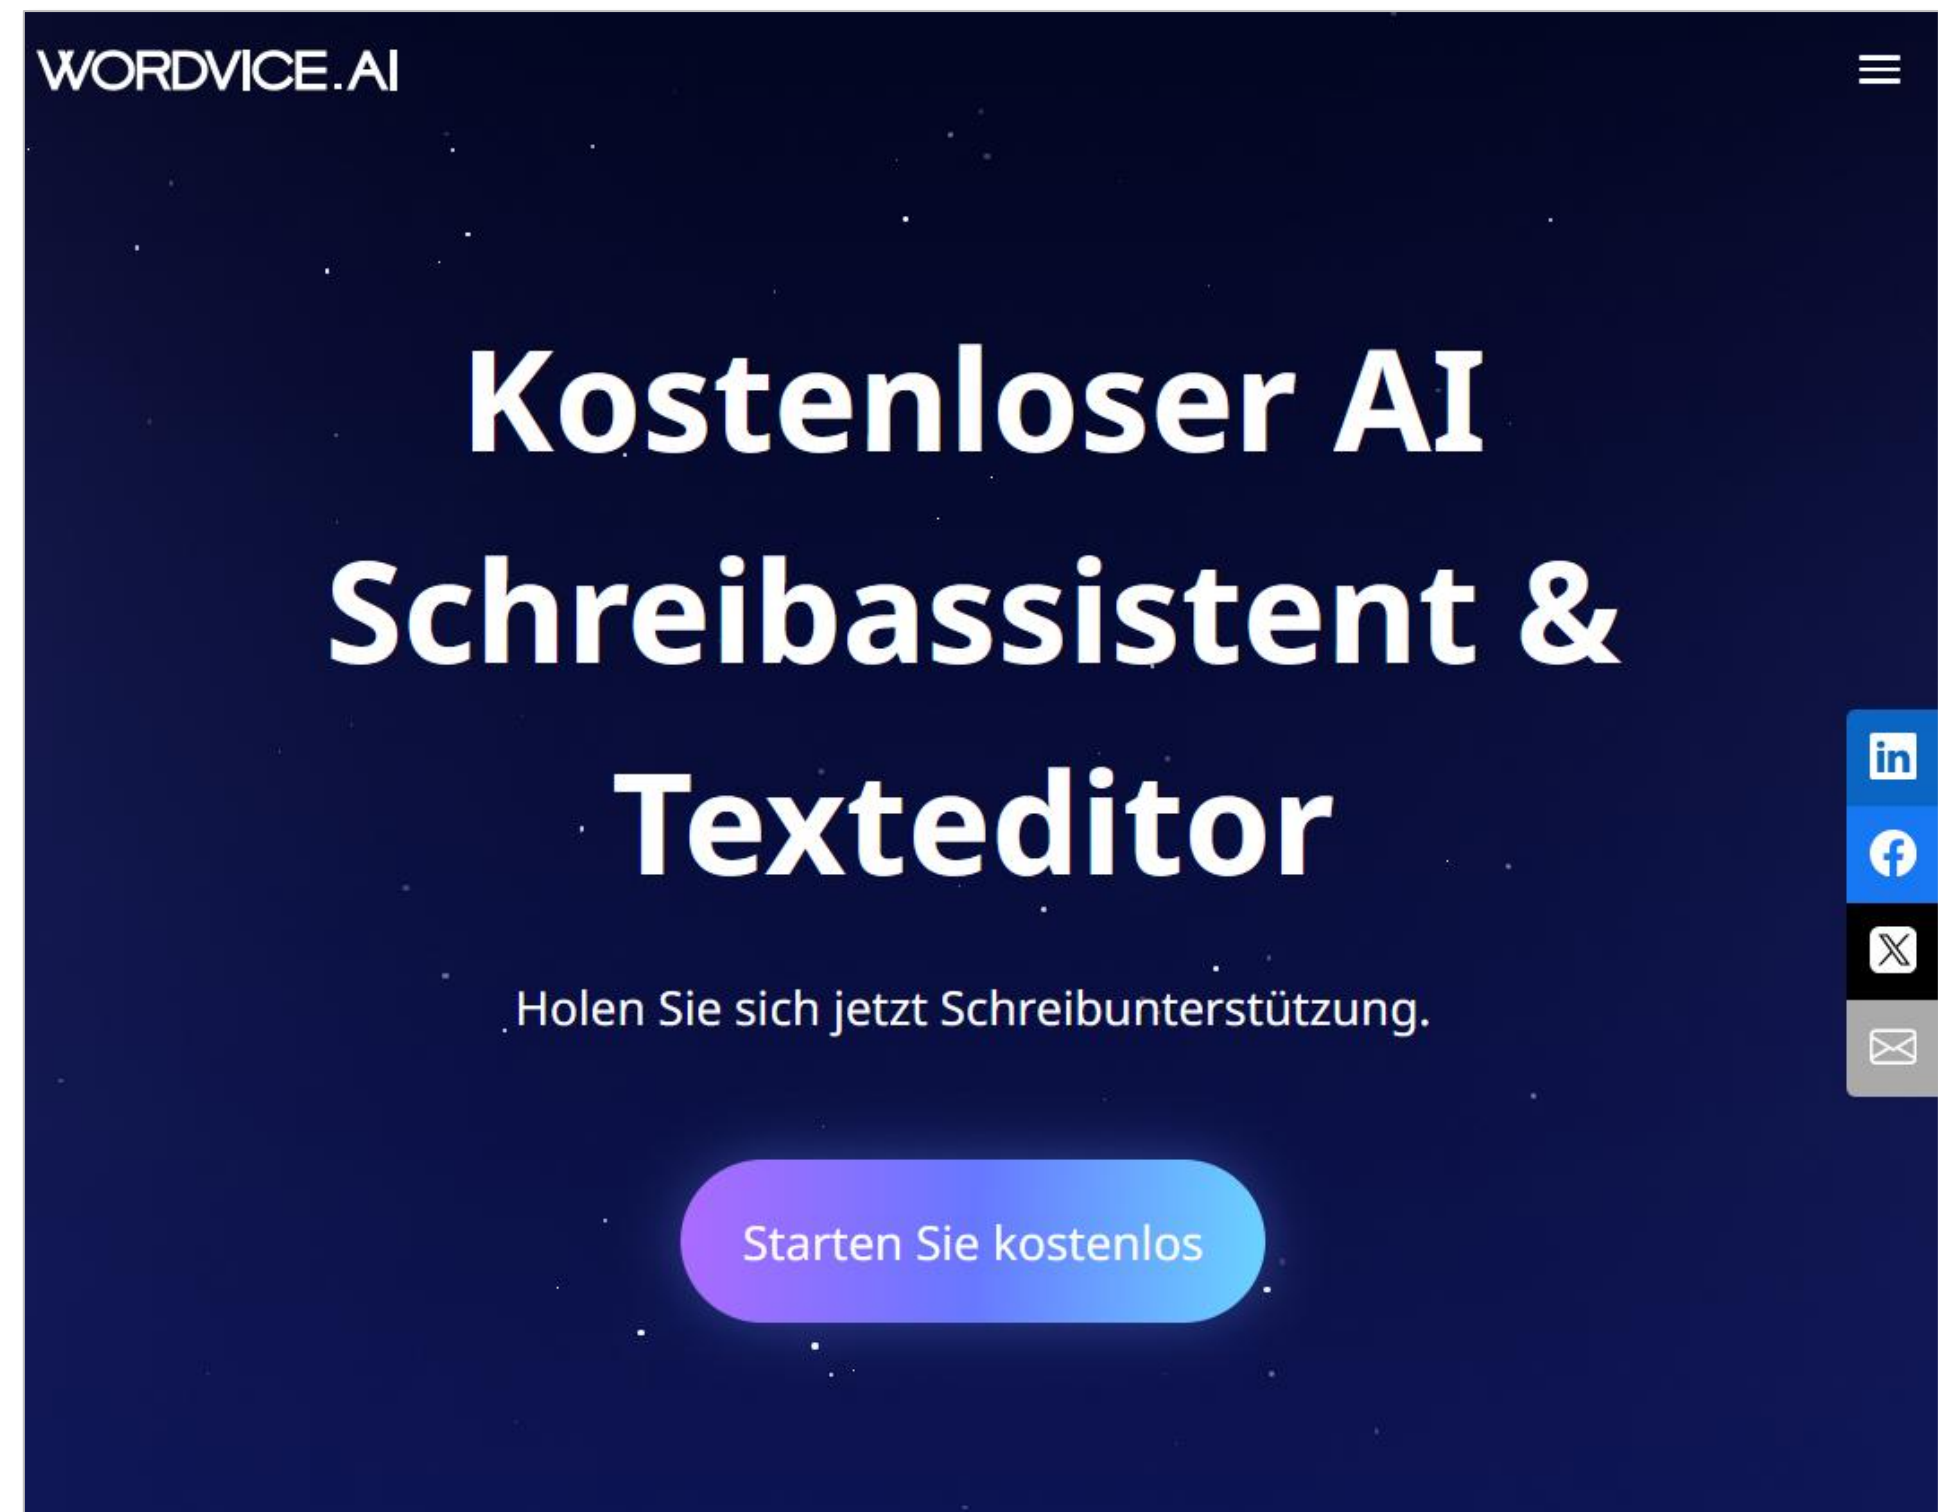 WORDVICE.AI
Kostenloser AI
Schreibassistent &
Texteditor
Holen Sie sich jetzt Schreibunterstützung.
Starten Sie kostenlos